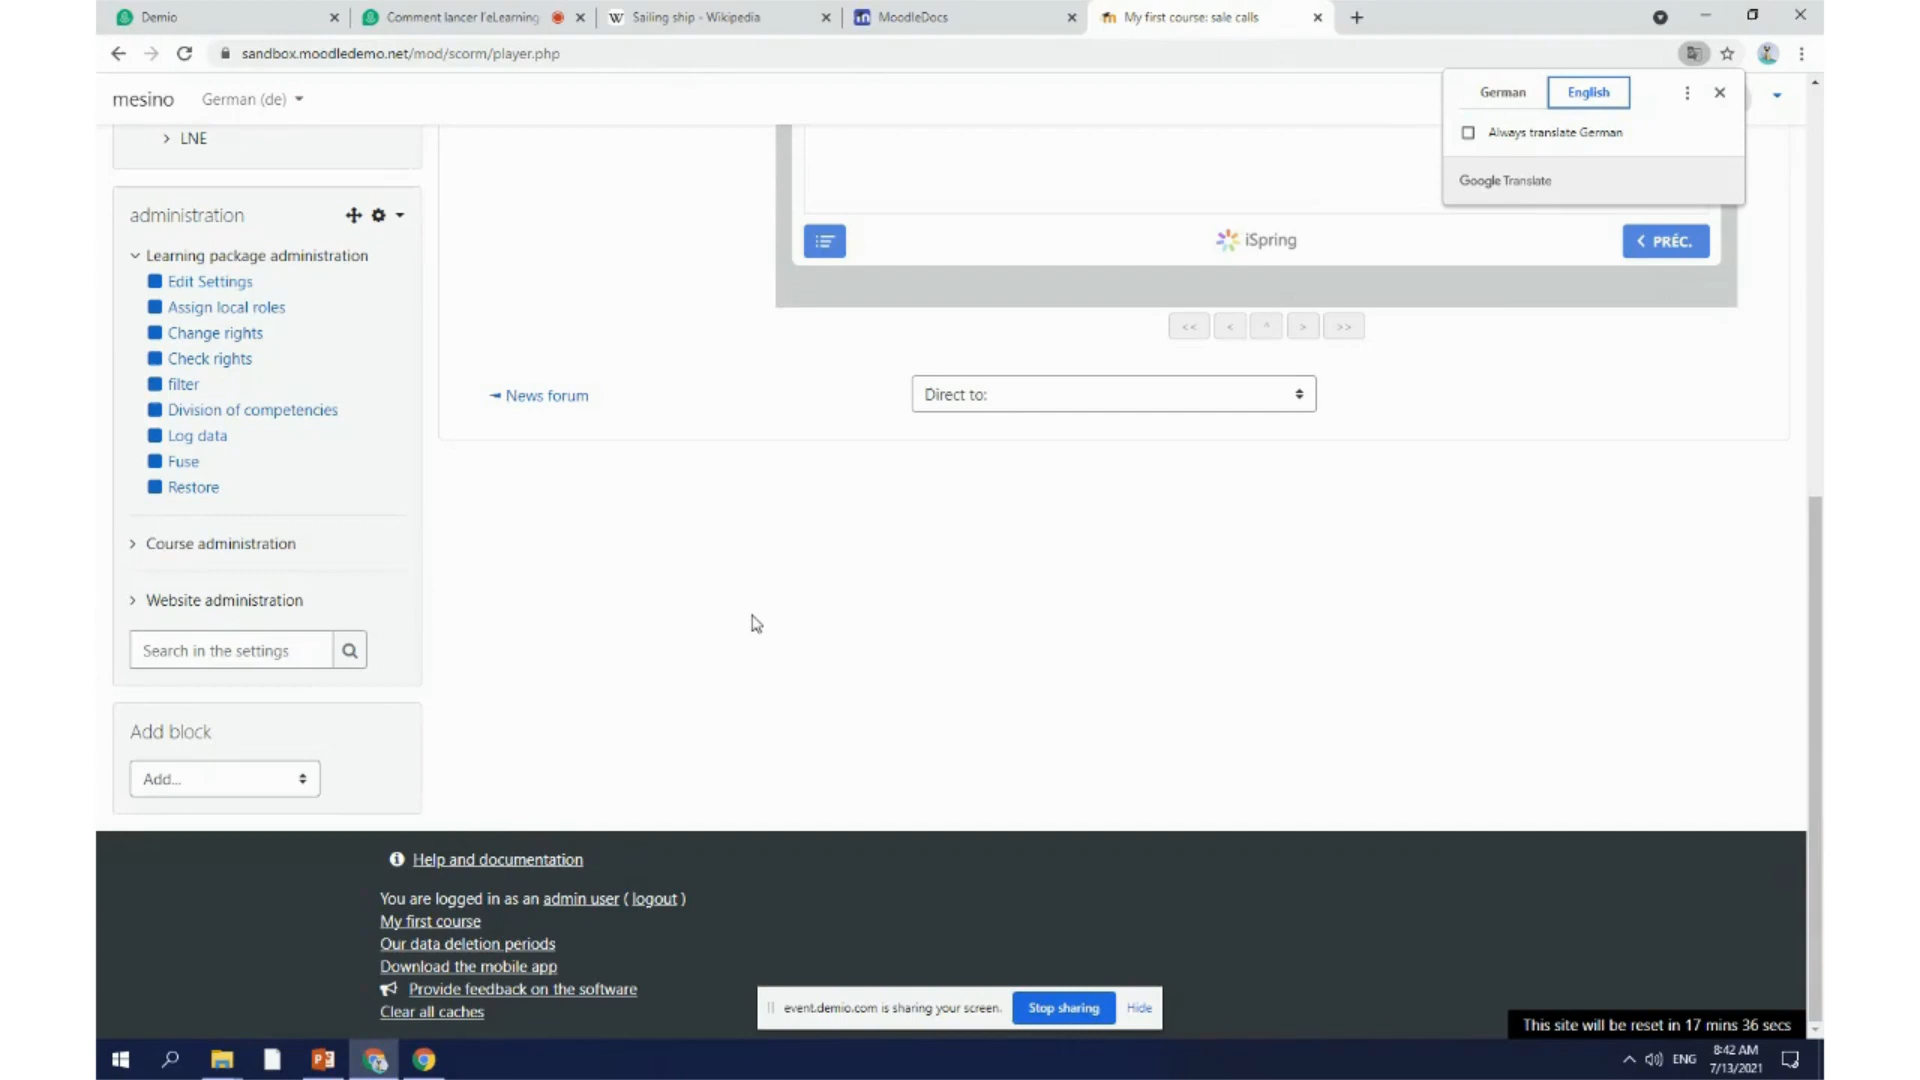 Demio
Comment lancer l'eLearning
Sailing ship - Wikipedia
MoodleDocs
My first course: sale calls
sandbox.moodledemo.net/mod/scorm/player.php
mesino
German (de)
German
English
Always translate German
Google Translate
LNE
administration
Learning package administration
Edit Settings
Assign local roles
Change rights
Check rights
filter
Division of competencies
Log data
Fuse
Restore
Course administration
Website administration
Search in the settings
Add block
Add...
iSpring
< PRÉC.
<<
<
^
>
>>
News forum
Direct to:
Help and documentation
You are logged in as an admin user ( logout )
My first course
Our data deletion periods
Download the mobile app
Provide feedback on the software
Clear all caches
event.demio.com is sharing your screen.
Stop sharing
Hide
This site will be reset in 17 mins 36 secs
ENG
8:42 AM
7/13/2021